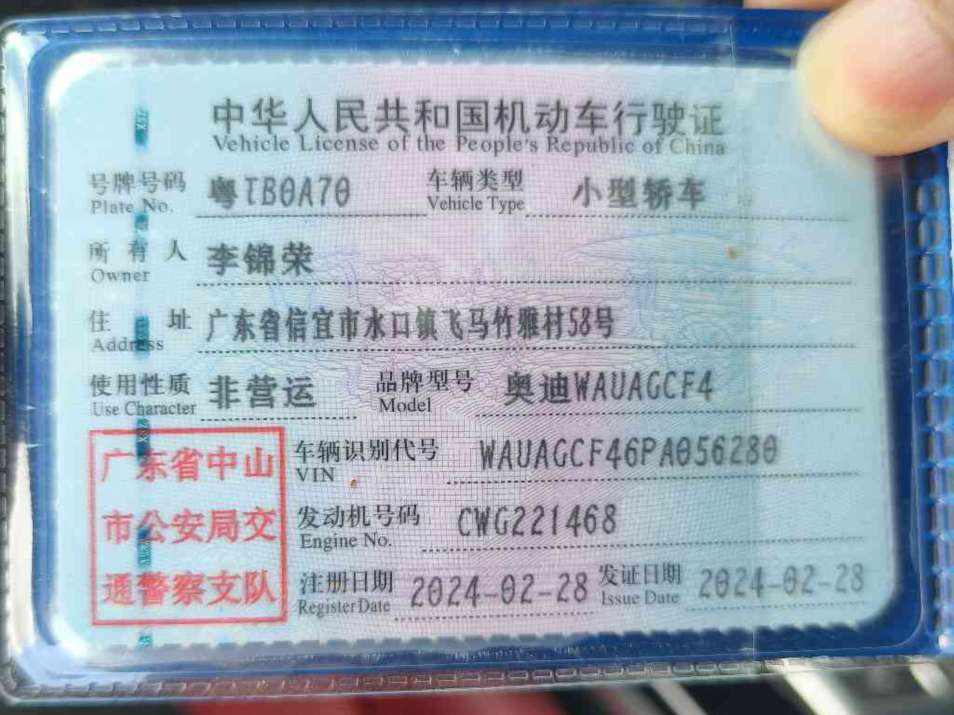 中华人民共和国机动车行驶证
Vehicle License of the People's Republic of China
号牌号码 粤TB0A70 车辆类型 小型轿车
Plate No. Vehicle Type
所有人 李锦荣
Owner
住址 广东省信宜市水口镇飞马竹雅村58号
Address
使用性质 非营运 品牌型号 奥迪WAUAGCF4
Use Character Model
广东省中山
市公安局交
通警察支队
车辆识别代号 WAUAGCF46PA056280
VIN
发动机号码 CWG221468
Engine No.
注册日期 2024-02-28 发证日期 2024-02-28
Register Date Issue Date